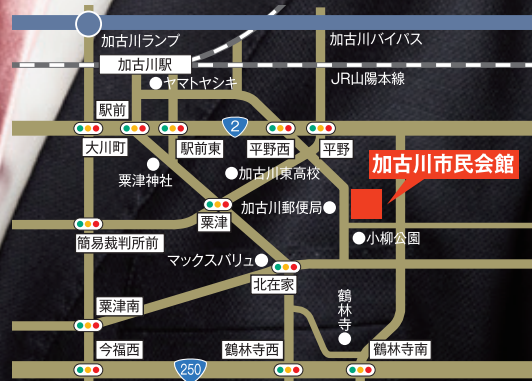 加古川ランプ
加古川バイパス
加古川駅
JR山陽本線
ヤマトヤシキ
駅前
2
大川町
駅前東
平野西
平野
加古川市民会館
粟津神社
加古川東高校
加古川郵便局
粟津
簡易裁判所前
小柳公園
マックスバリュ
北在家
鶴林寺
粟津南
今福西
250
鶴林寺西
鶴林寺南